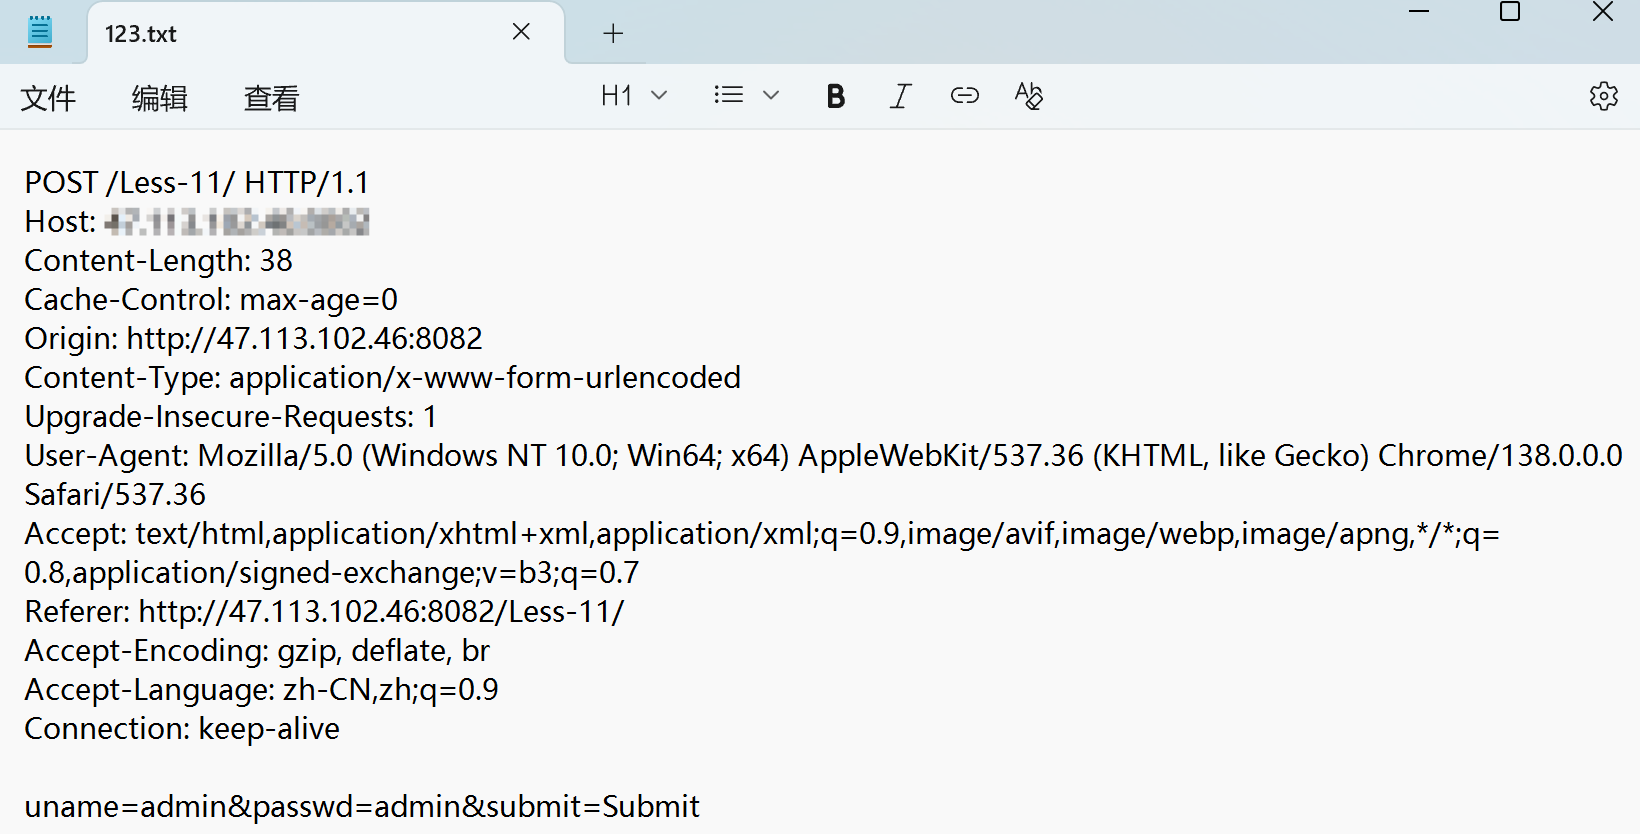 123.txt
文件 编辑 查看 H1 B I A
POST /Less-11/ HTTP/1.1
Host:
Content-Length: 38
Cache-Control: max-age=0
Origin: http://47.113.102.46:8082
Content-Type: application/x-www-form-urlencoded
Upgrade-Insecure-Requests: 1
User-Agent: Mozilla/5.0 (Windows NT 10.0; Win64; x64) AppleWebKit/537.36 (KHTML, like Gecko) Chrome/138.0.0.0
Safari/537.36
Accept: text/html,application/xhtml+xml,application/xml;q=0.9,image/avif,image/webp,image/apng,*/*;q=
0.8,application/signed-exchange;v=b3;q=0.7
Referer: http://47.113.102.46:8082/Less-11/
Accept-Encoding: gzip, deflate, br
Accept-Language: zh-CN,zh;q=0.9
Connection: keep-alive
uname=admin&passwd=admin&submit=Submit